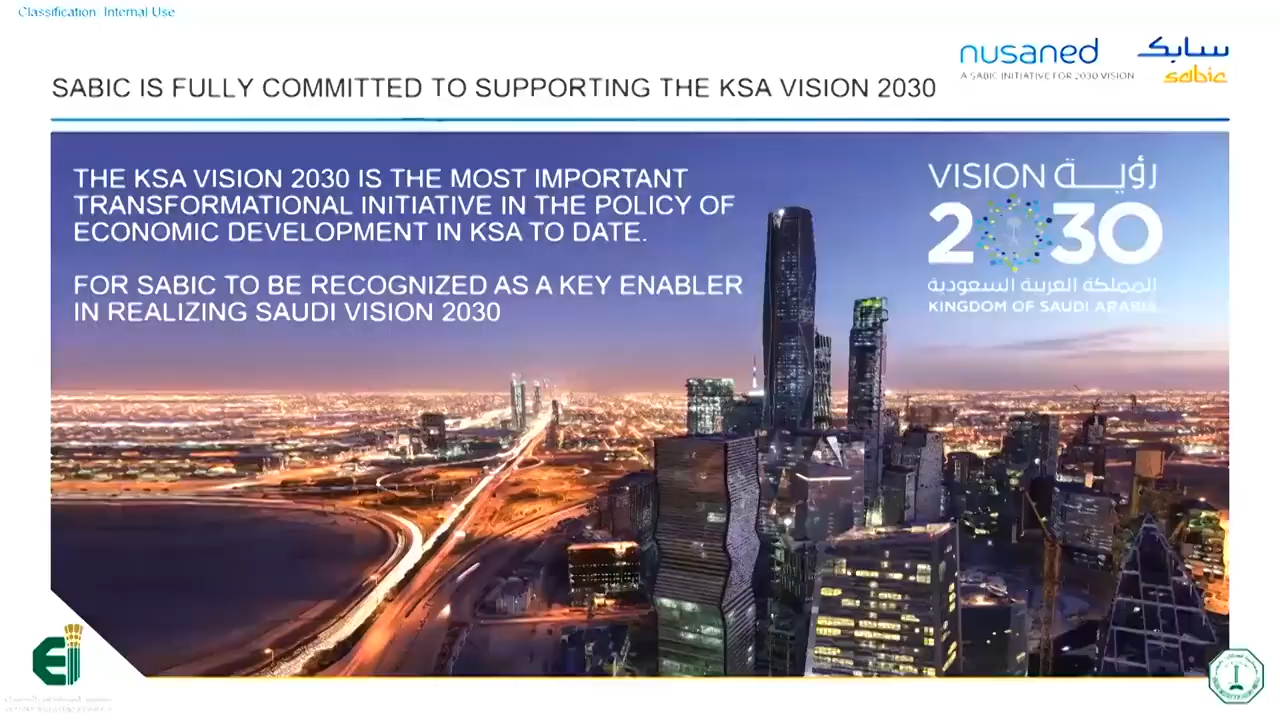 Classification: Internal Use
nusaned
A SABIC INITIATIVE FOR 2030 VISION
سابك
sabic
SABIC IS FULLY COMMITTED TO SUPPORTING THE KSA VISION 2030
THE KSA VISION 2030 IS THE MOST IMPORTANT
TRANSFORMATIONAL INITIATIVE IN THE POLICY OF
ECONOMIC DEVELOPMENT IN KSA TO DATE.
FOR SABIC TO BE RECOGNIZED AS A KEY ENABLER
IN REALIZING SAUDI VISION 2030
VISION رؤيــة
2030
المملكة العربية السعودية
KINGDOM OF SAUDI ARABIA